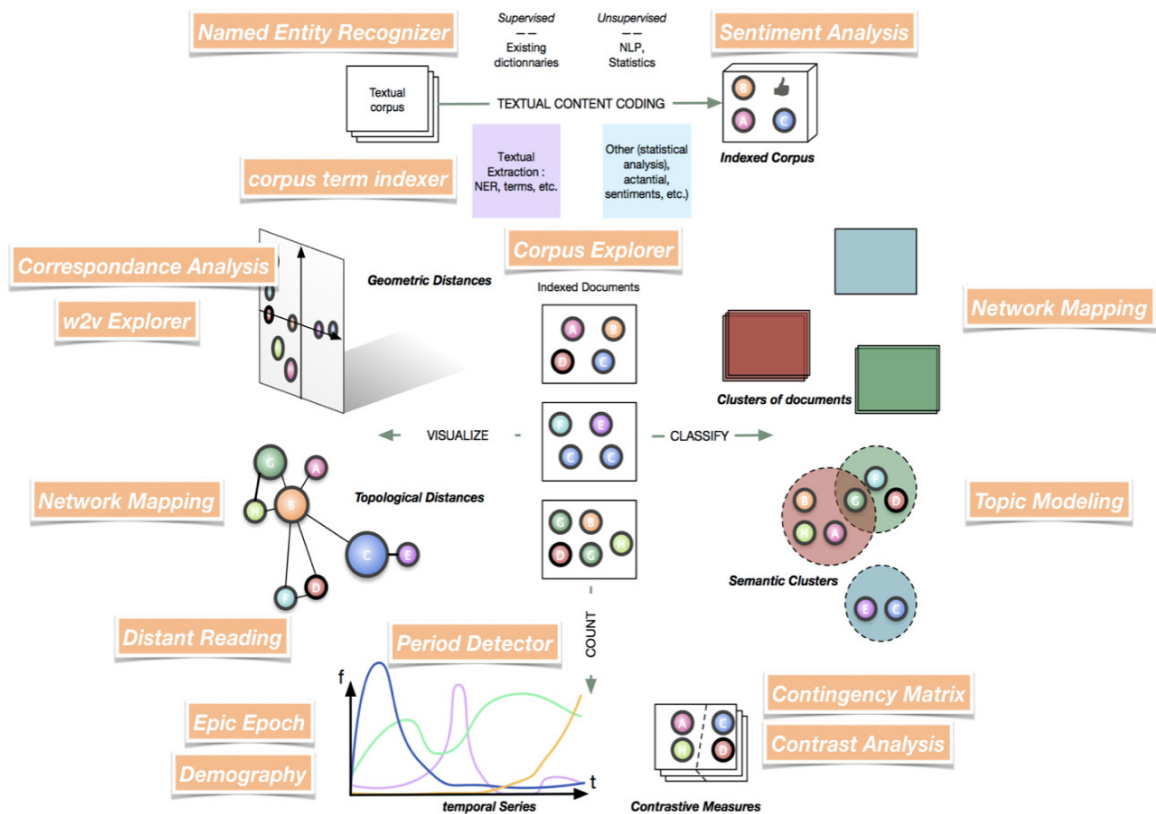 Named Entity Recognizer
Supervised
Existing
dictionnaries
Unsupervised
NLP,
Statistics
Sentiment Analysis
Textual
corpus
TEXTUAL CONTENT CODING
B
A
C
Indexed Corpus
corpus term indexer
Textual
Extraction :
NER, terms, etc.
Other (statistical
analysis),
actantial,
sentiments, etc.)
Correspondance Analysis
w2v Explorer
Geometric Distances
Corpus Explorer
Indexed Documents
A
B
D
C
F
E
C
C
G
B
H
D
G
Network Mapping
Clusters of documents
VISUALIZE
CLASSIFY
Network Mapping
G
A
H
B
C
E
F
D
Topological Distances
Topic Modeling
F
B
G
D
H
A
Semantic Clusters
E
C
COUNT
Distant Reading
Period Detector
Epic Epoch
Demography
f
t
temporal Series
Contingency Matrix
Contrast Analysis
A
C
H
D
Contrastive Measures